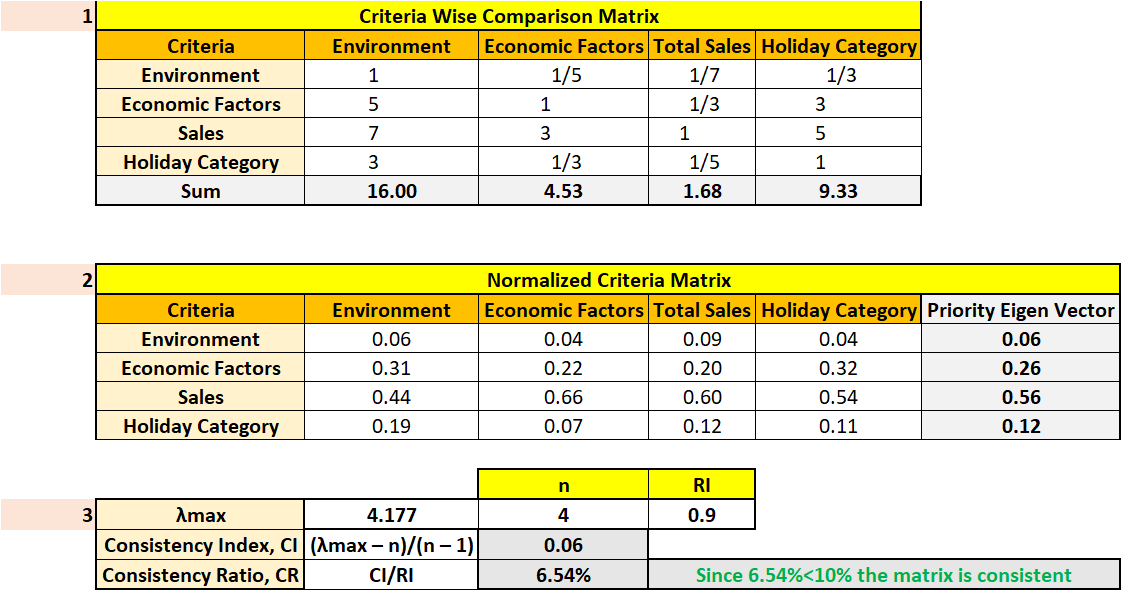 1 Criteria Wise Comparison Matrix
Criteria Environment Economic Factors Total Sales Holiday Category
Environment 1 1/5 1/7 1/3
Economic Factors 5 1 1/3 3
Sales 7 3 1 5
Holiday Category 3 1/3 1/5 1
Sum 16.00 4.53 1.68 9.33
2 Normalized Criteria Matrix
Criteria Environment Economic Factors Total Sales Holiday Category Priority Eigen Vector
Environment 0.06 0.04 0.09 0.04 0.06
Economic Factors 0.31 0.22 0.20 0.32 0.26
Sales 0.44 0.66 0.60 0.54 0.56
Holiday Category 0.19 0.07 0.12 0.11 0.12
n RI
3 λmax 4.177 4 0.9
Consistency Index, CI (λmax – n)/(n – 1) 0.06
Consistency Ratio, CR CI/RI 6.54% Since 6.54%<10% the matrix is consistent